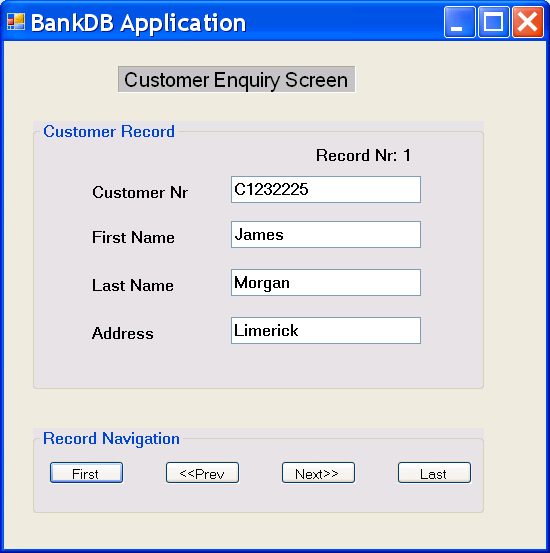 BankDB Application
Customer Enquiry Screen
Customer Record
Record Nr: 1
Customer Nr C1232225
First Name James
Last Name Morgan
Address Limerick
Record Navigation
First <<Prev Next>> Last